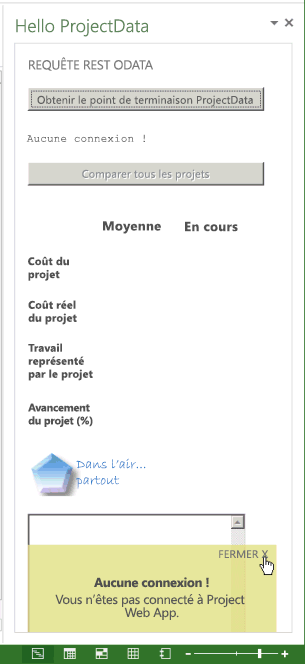 Hello ProjectData
REQUÊTE REST ODATA
Obtenir le point de terminaison ProjectData
Aucune connexion !
Comparer tous les projets
Moyenne En cours
Coût du
projet
Coût réel
du projet
Travail
représenté
par le projet
Avancement
du projet (%)
Dans l'air...
partout
FERMER X
Aucune connexion !
Vous n'êtes pas connecté à Project
Web App.